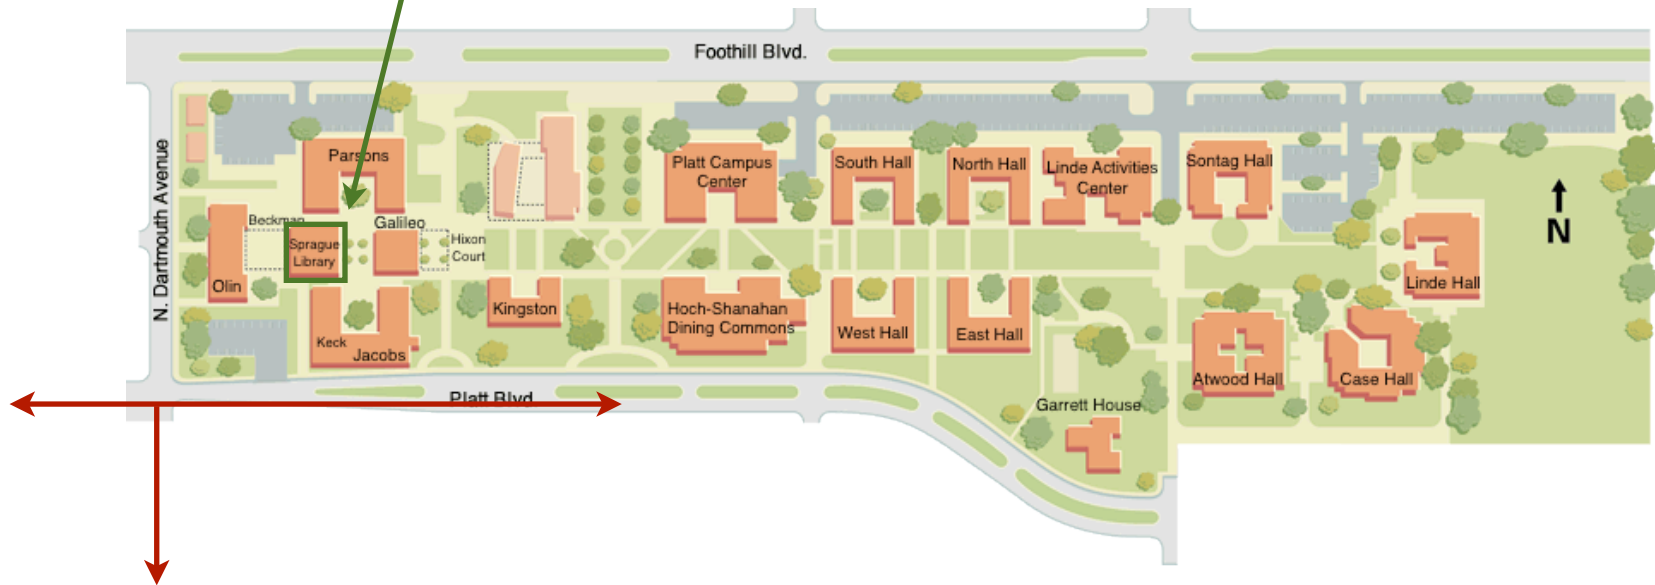 Foothill Blvd.
N. Dartmouth Avenue
Parsons
Platt Campus
Center
South Hall
North Hall
Linde Activities
Center
Sontag Hall
N
Beckman
Galileo
Sprague
Library
Hixon
Court
Olin
Linde Hall
Kingston
Hoch-Shanahan
Dining Commons
West Hall
East Hall
Keck
Jacobs
Atwood Hall
Case Hall
Platt Blvd
Garrett House